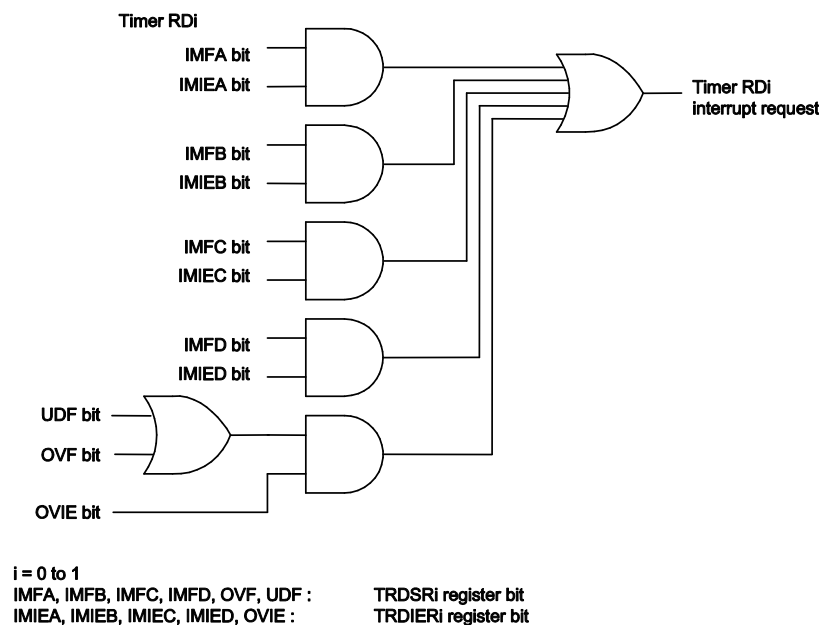 Timer RDi
IMFA bit
IMIEA bit
Timer RDi
interrupt request
IMFB bit
IMIEB bit
IMFC bit
IMIEC bit
IMFD bit
IMIED bit
UDF bit
OVF bit
OVIE bit
i = 0 to 1
IMFA, IMFB, IMFC, IMFD, OVF, UDF : TRDSRi register bit
IMIEA, IMIEB, IMIEC, IMIED, OVIE : TRDIERi register bit